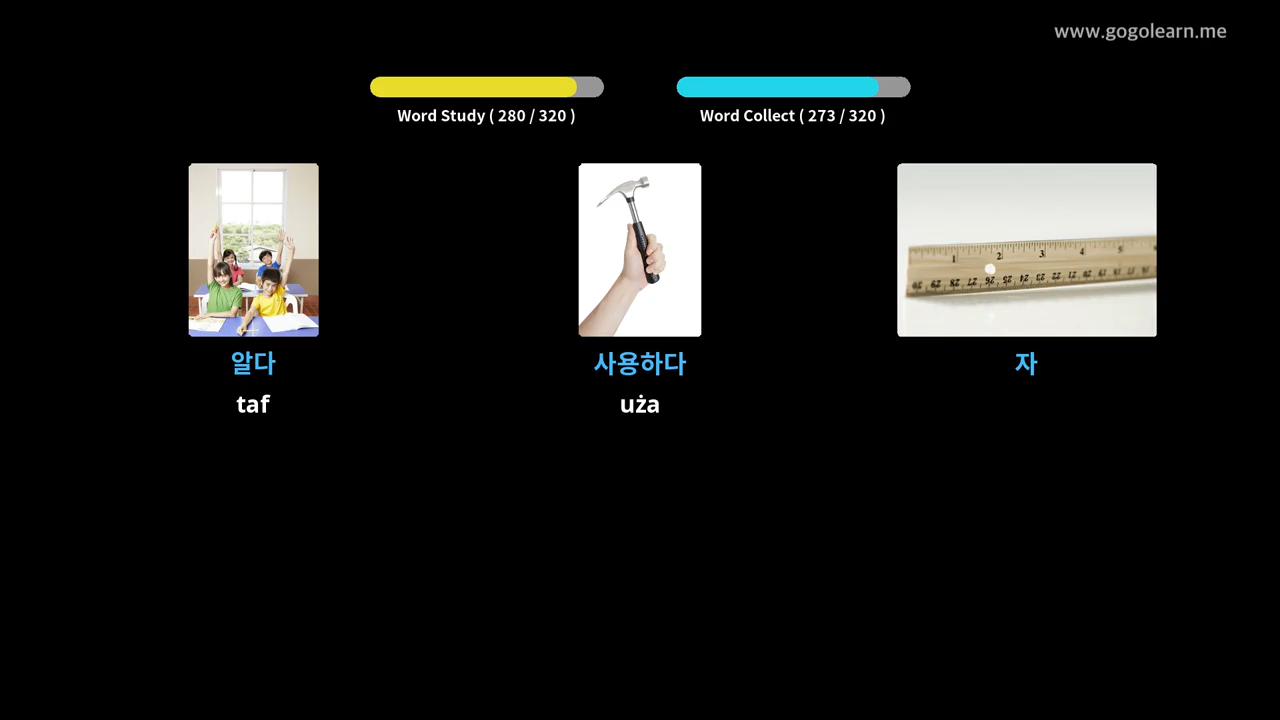 www.gogolearn.me
Word Study ( 280 / 320 )
Word Collect ( 273 / 320 )
알다
taf
사용하다
uża
자